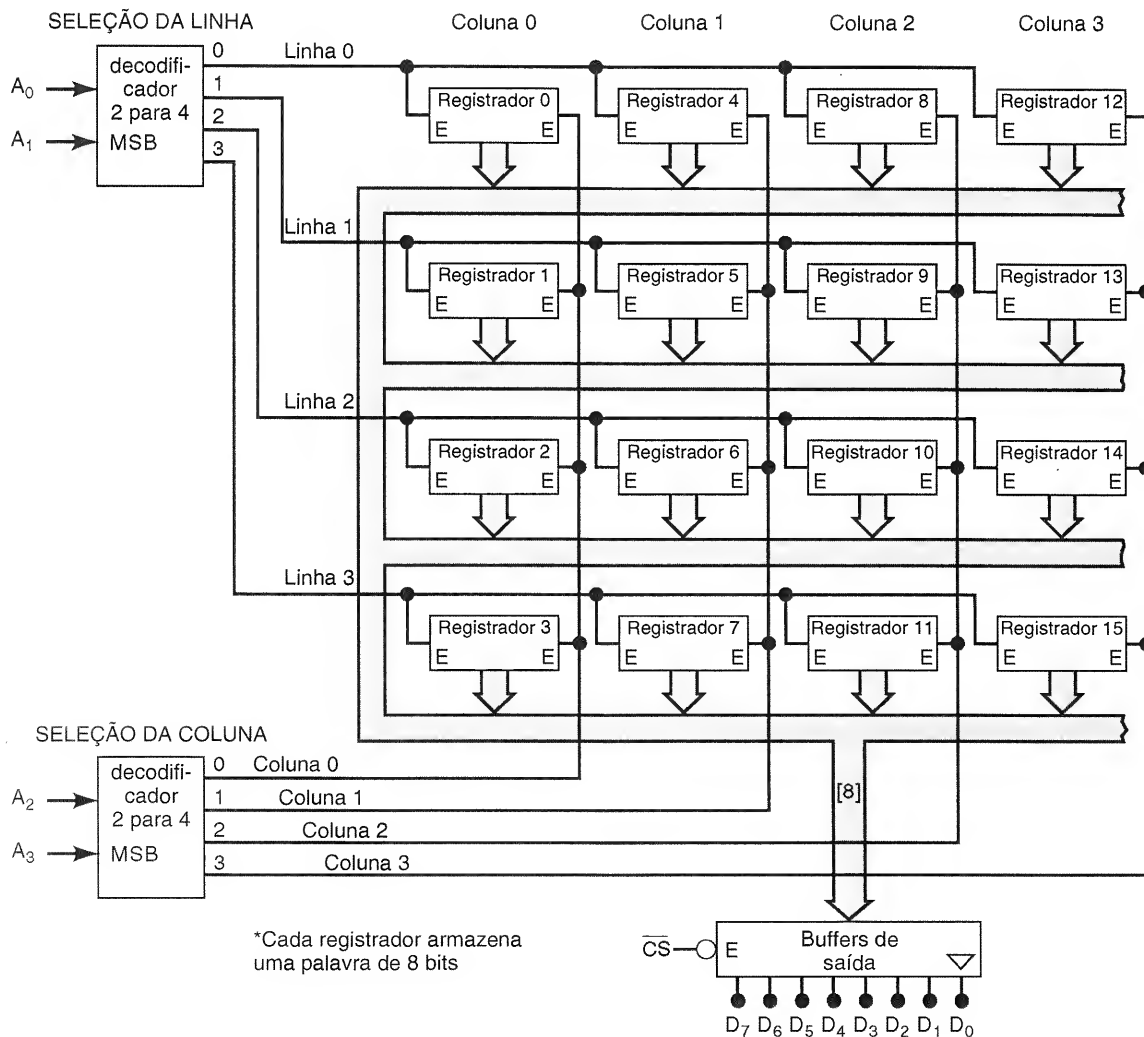 SELEÇÃO DA LINHA
Coluna 0 Coluna 1 Coluna 2 Coluna 3
A₀
A₁
decodifi-
cador
2 para 4
MSB
0
1
2
3
Linha 0
Registrador 0
E E
Registrador 4
E E
Registrador 8
E E
Registrador 12
E E
Linha 1
Registrador 1
E E
Registrador 5
E E
Registrador 9
E E
Registrador 13
E E
Linha 2
Registrador 2
E E
Registrador 6
E E
Registrador 10
E E
Registrador 14
E E
Linha 3
Registrador 3
E E
Registrador 7
E E
Registrador 11
E E
Registrador 15
E E
SELEÇÃO DA COLUNA
A₂
A₃
decodifi-
cador
2 para 4
MSB
0 Coluna 0
1 Coluna 1
2 Coluna 2
3 Coluna 3
[8]
*Cada registrador armazena
uma palavra de 8 bits
C̅S̅
E
Buffers de
saída
D₇ D₆ D₅ D₄ D₃ D₂ D₁ D₀